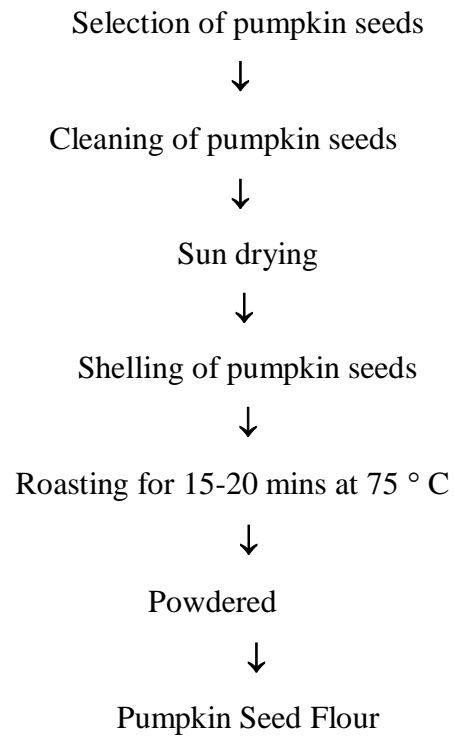 Selection of pumpkin seeds
↓
Cleaning of pumpkin seeds
↓
Sun drying
↓
Shelling of pumpkin seeds
↓
Roasting for 15-20 mins at 75 ° C
↓
Powdered
↓
Pumpkin Seed Flour